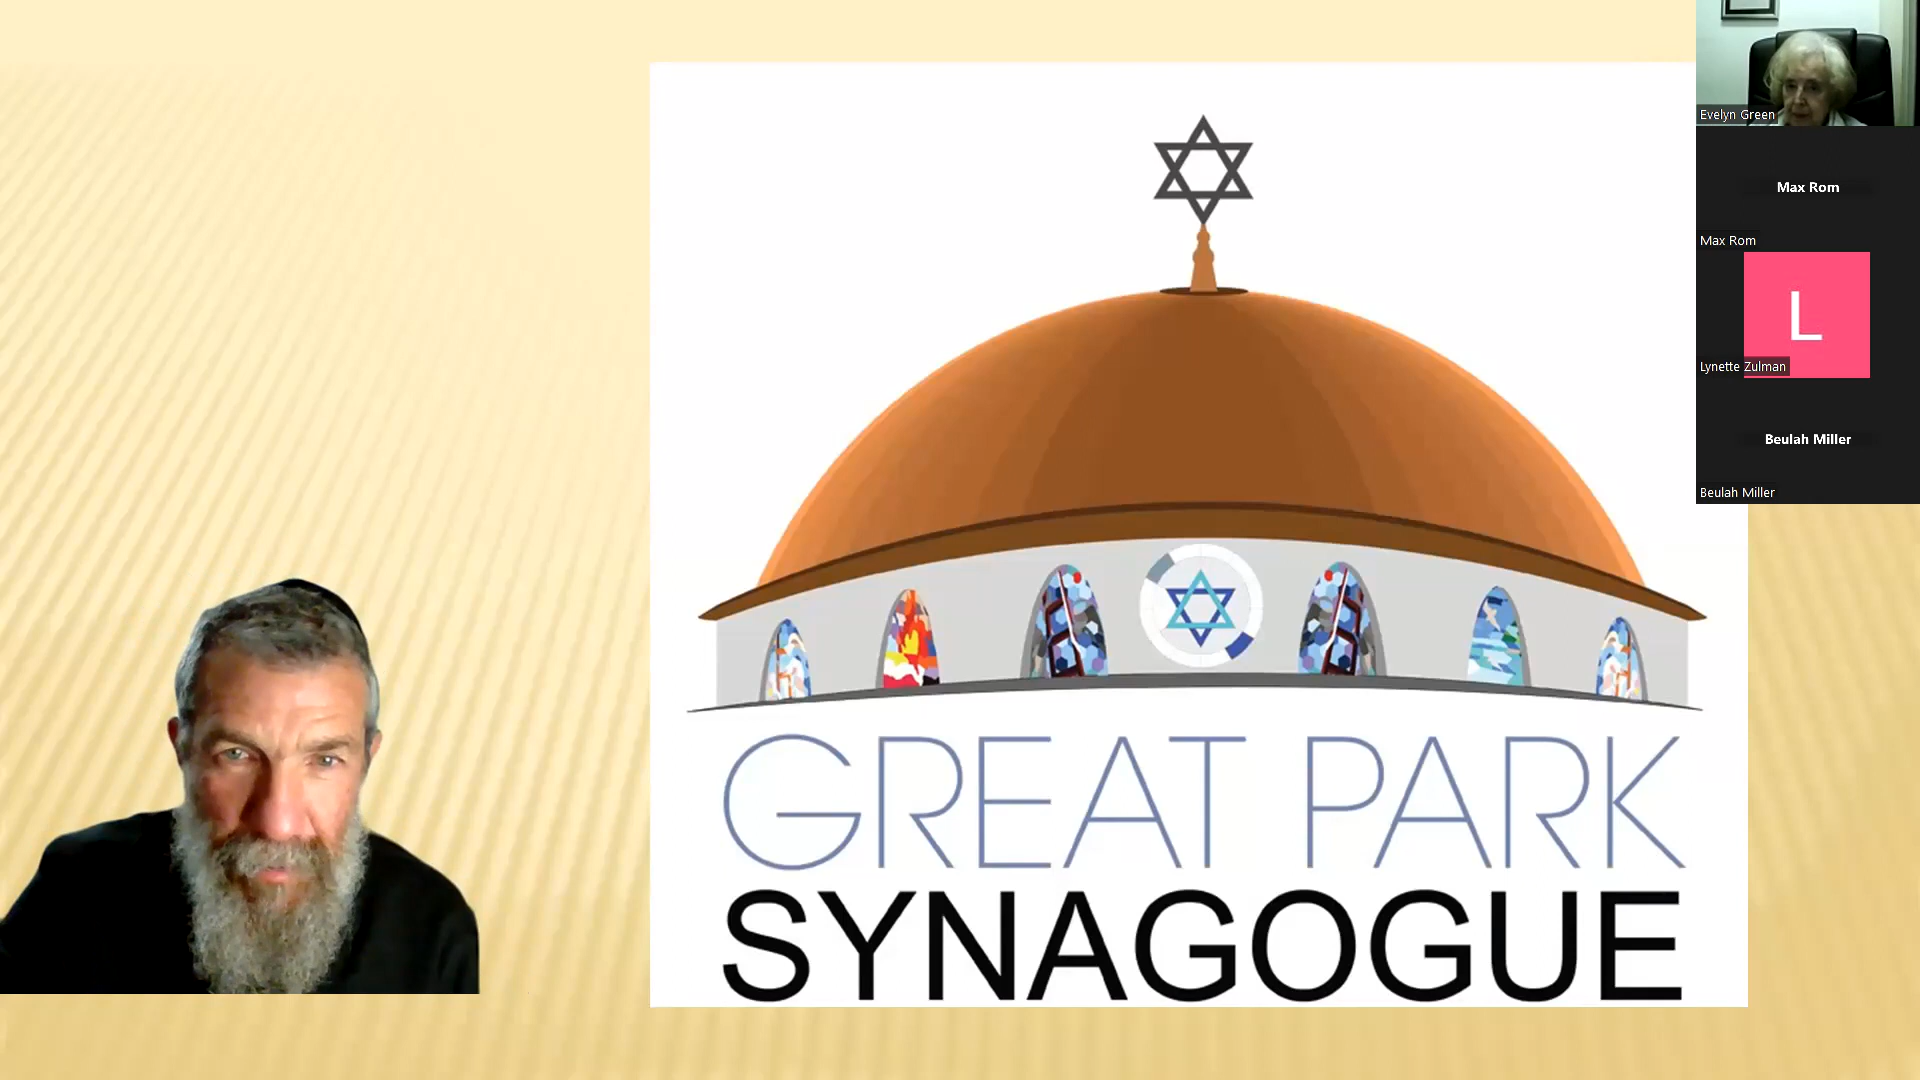 GREAT PARK
SYNAGOGUE
Evelyn Green
Max Rom
Max Rom
L
Lynette Zulman
Beulah Miller
Beulah Miller